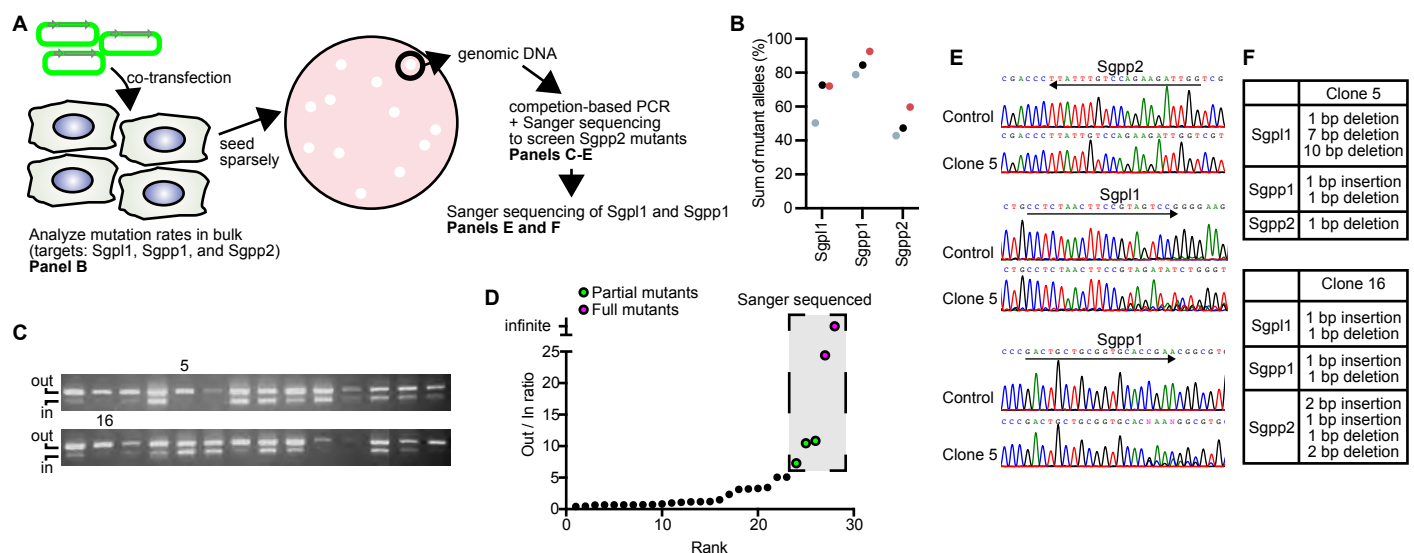 A
co-transfection
seed
sparsely
genomic DNA
competion-based PCR
+ Sanger sequencing
to screen Sgpp2 mutants
Panels C-E
Sanger sequencing of Sgpl1 and Sgpp1
Panels E and F
Analyze mutation rates in bulk
(targets: Sgpl1, Sgpp1, and Sgpp2)
Panel B
B
Sum of mutant alleles (%)
100
80
60
40
20
0
Sgpl1
Sgpp1
Sgpp2
C
5
out
in
16
out
in
D
Partial mutants
Full mutants
Sanger sequenced
Out / In ratio
infinite
25
20
15
10
5
0
0
10
20
30
Rank
E
Sgpp2
CGACCCTTATTTGTCCAGAAGATTGGTCG
Control
CGACCCTTATTTGTCCAGAAGATTGGTCGT
Clone 5
Sgpl1
CTGCCTCTAACTTCCGTAGTCCGGGGAAG
Control
CTGCCTCTAACTTCCGTAGATATCTGGGT
Clone 5
Sgpp1
CCCGACTGCTGCGGTGCACCGAACGGCGT
Control
CCCGACTGCTGCGGTGCACNANNGGCGTG
Clone 5
F
Clone 5
Sgpl1
1 bp deletion
7 bp deletion
10 bp deletion
Sgpp1
1 bp insertion
1 bp deletion
Sgpp2
1 bp deletion
Clone 16
Sgpl1
1 bp insertion
1 bp deletion
Sgpp1
1 bp insertion
1 bp deletion
Sgpp2
2 bp insertion
1 bp insertion
1 bp deletion
2 bp deletion